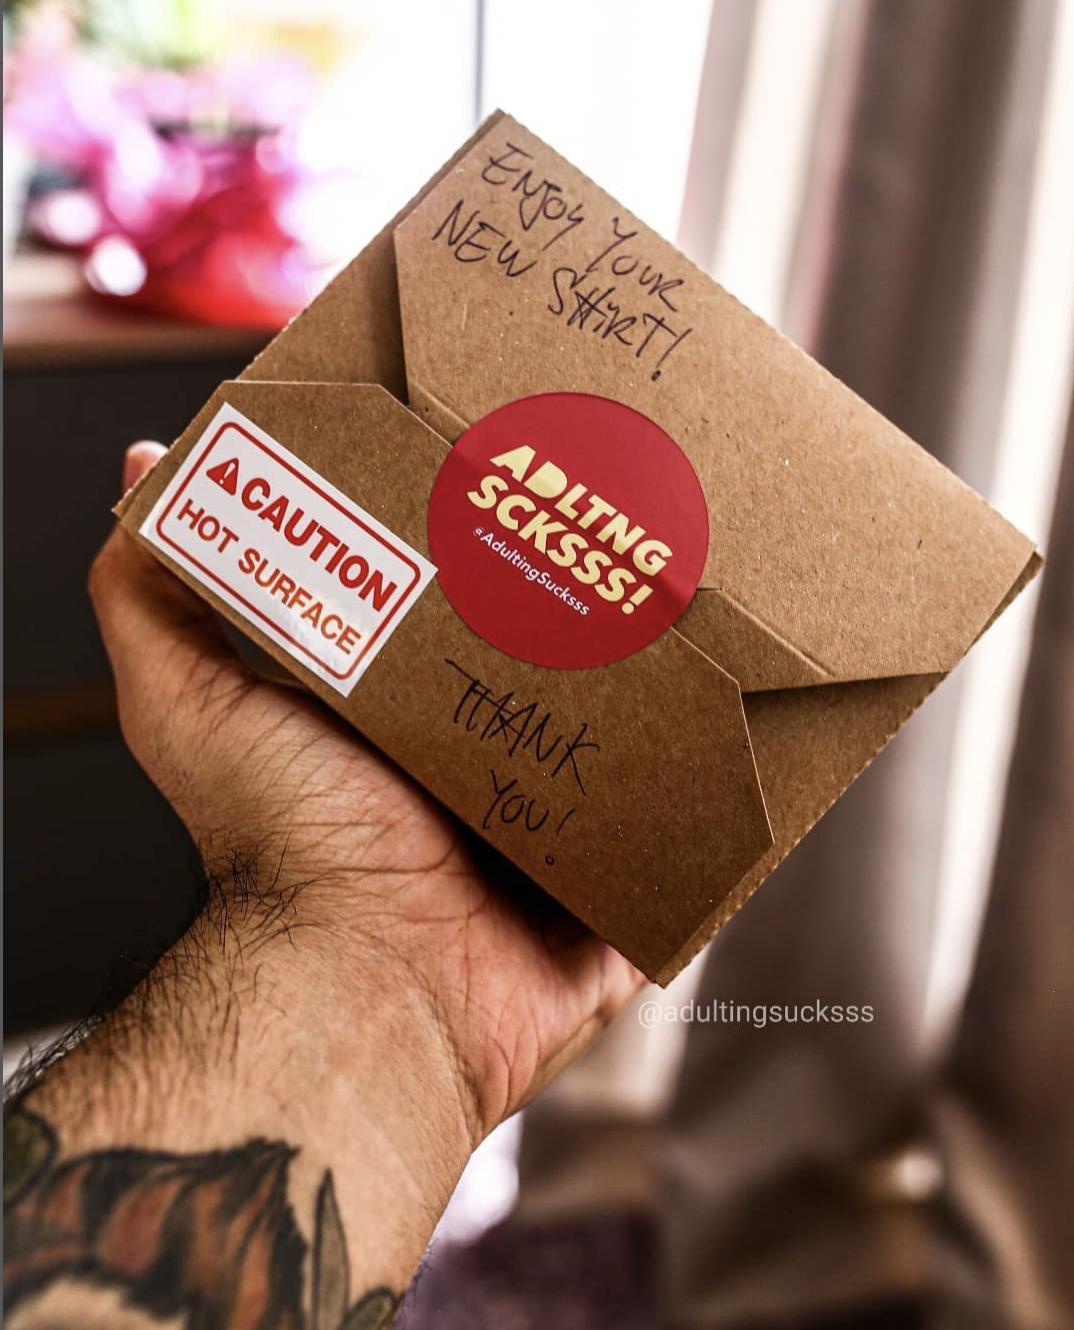 Enjoy Your
NEW SHIRT!
ADLTNG
SCKSSS!
@AdultingSucksss
CAUTION
HOT SURFACE
THANK
YOU!
@adultingsucksss